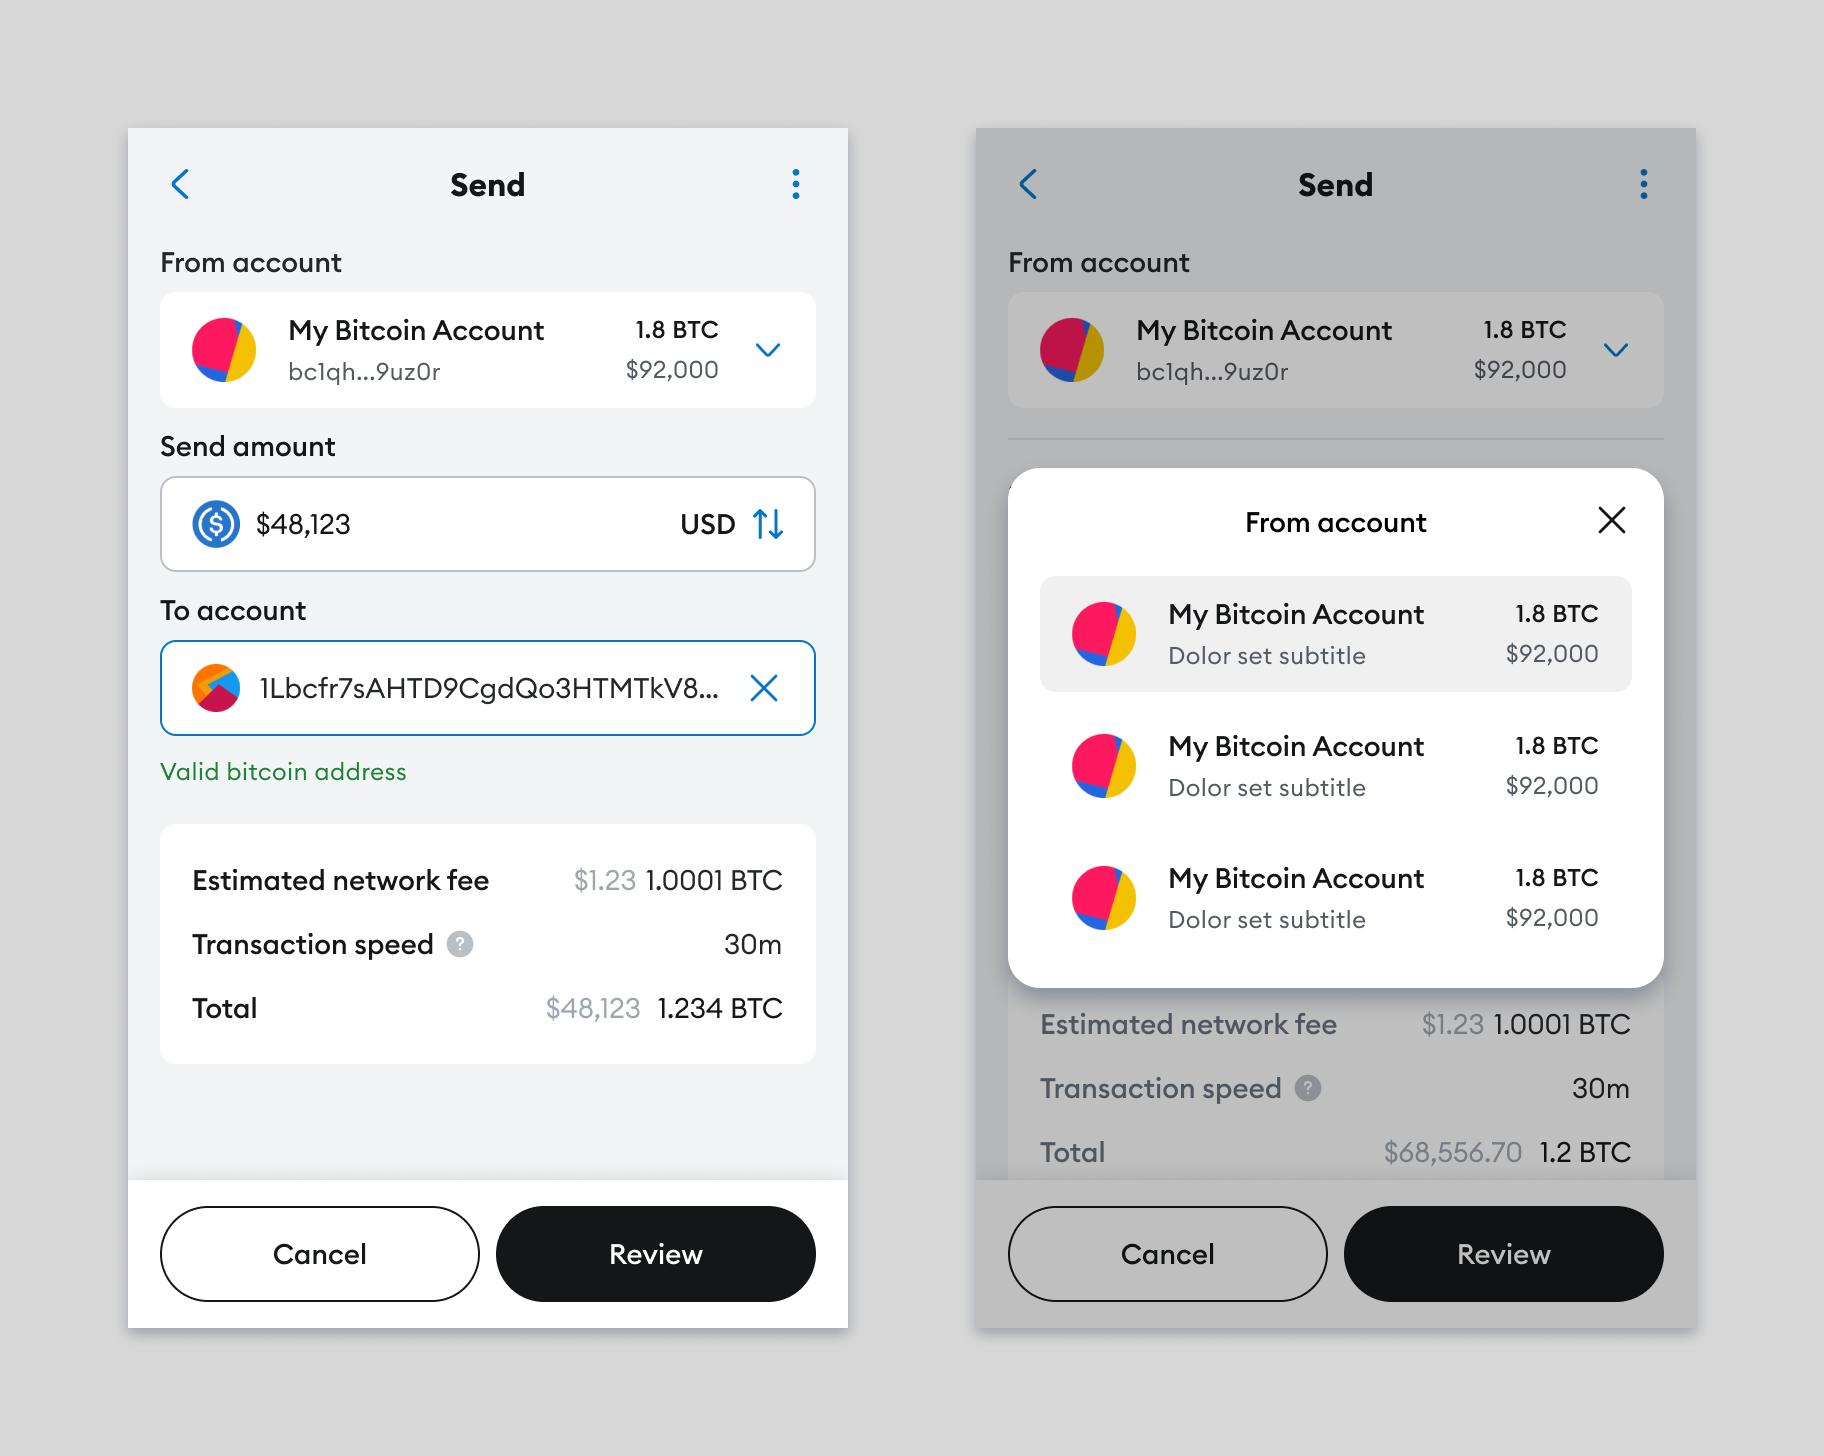 Send
From account
My Bitcoin Account 1.8 BTC
bc1qh...9uz0r $92,000
Send amount
$48,123 USD
To account
1Lbcfr7sAHTD9CgdQo3HTMTkV8...
Valid bitcoin address
Estimated network fee $1.23 1.0001 BTC
Transaction speed ? 30m
Total $48,123 1.234 BTC
Cancel Review
Send
From account
My Bitcoin Account 1.8 BTC
bc1qh...9uz0r $92,000
From account
My Bitcoin Account 1.8 BTC
Dolor set subtitle $92,000
My Bitcoin Account 1.8 BTC
Dolor set subtitle $92,000
My Bitcoin Account 1.8 BTC
Dolor set subtitle $92,000
Estimated network fee $1.23 1.0001 BTC
Transaction speed ? 30m
Total $68,556.70 1.2 BTC
Cancel Review